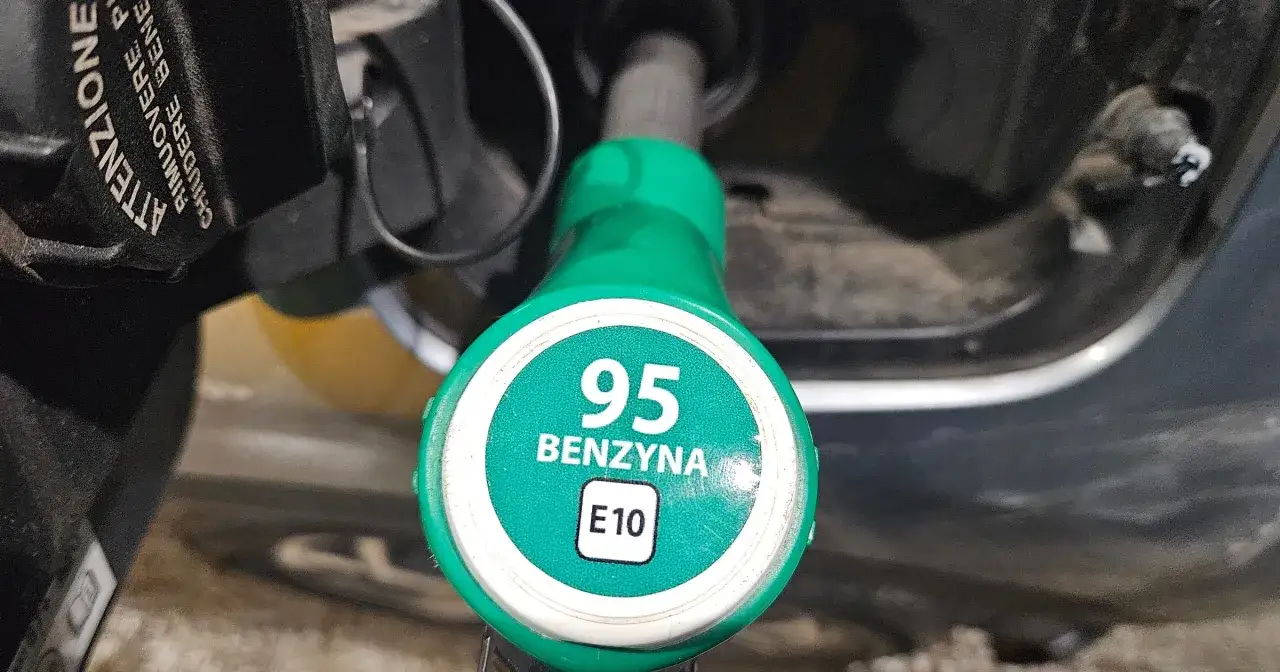 ATTENZIONE
RIMUOVERE
CHIUDERE BENE
95
BENZYNA
E10